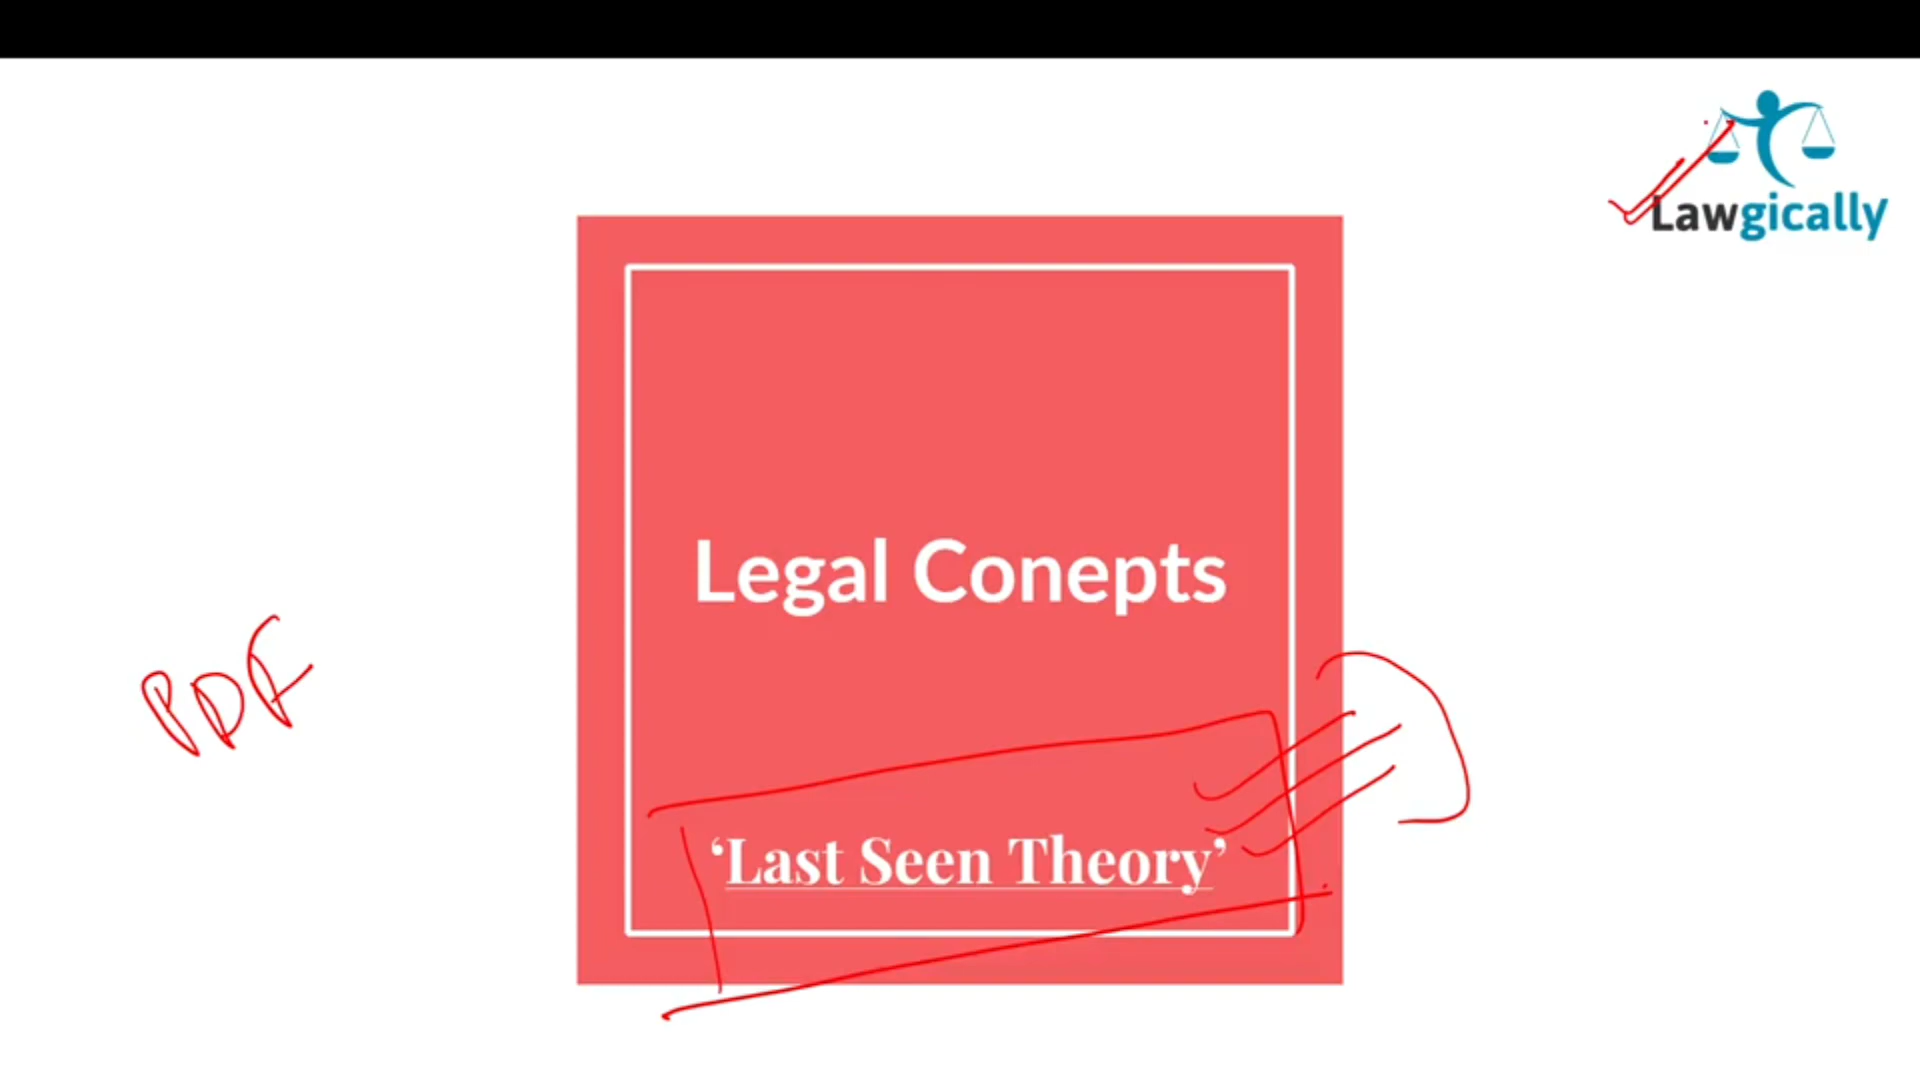 Lawgically
Legal Conepts
PDF
‘Last Seen Theory’